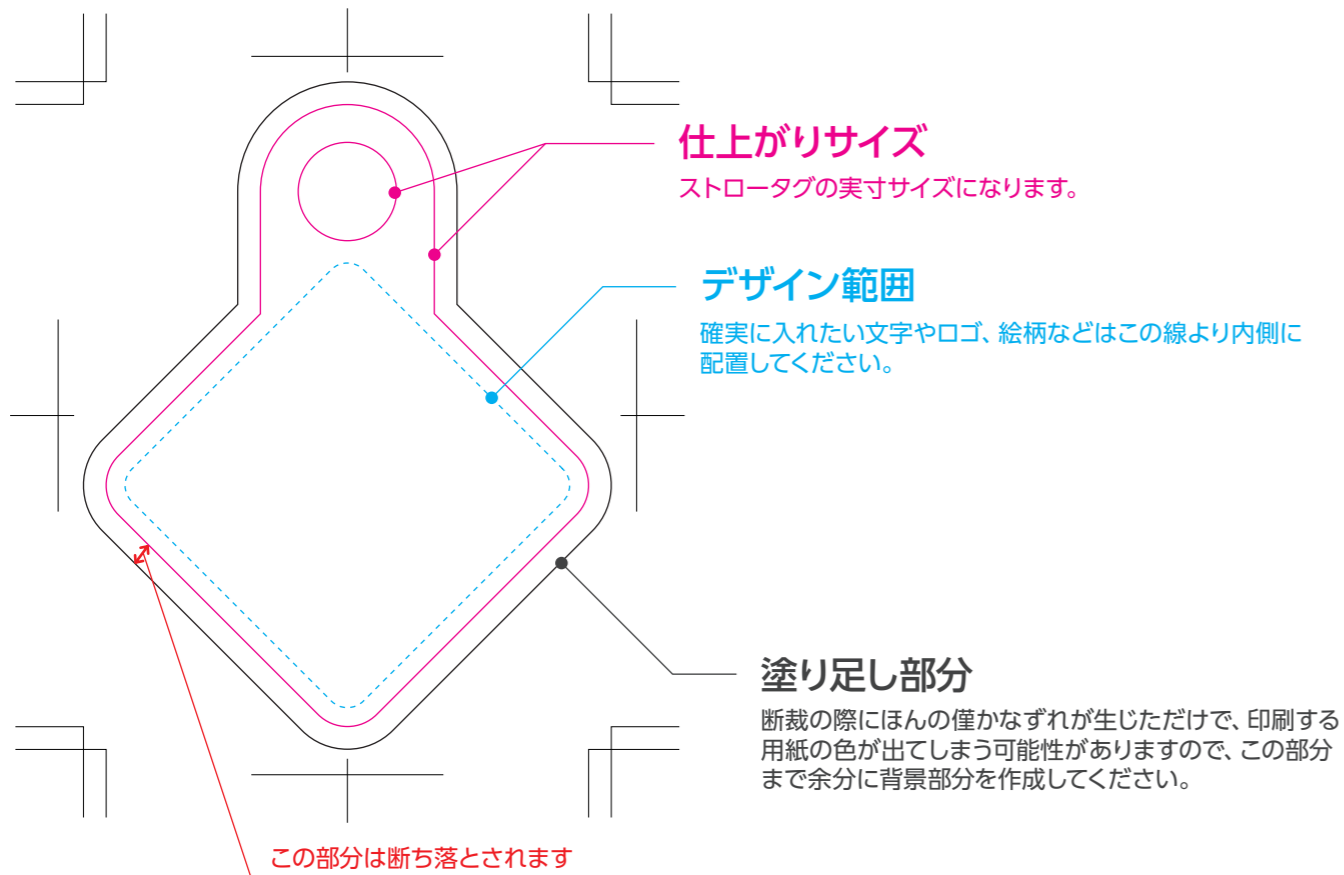 仕上がりサイズ
ストロータグの実寸サイズになります。
デザイン範囲
確実に入れたい文字やロゴ、絵柄などはこの線より内側に
配置してください。
塗り足し部分
断裁の際にほんの僅かなずれが生じただけで、印刷する
用紙の色が出てしまう可能性がありますので、この部分
まで余分に背景部分を作成してください。
この部分は断ち落とされます